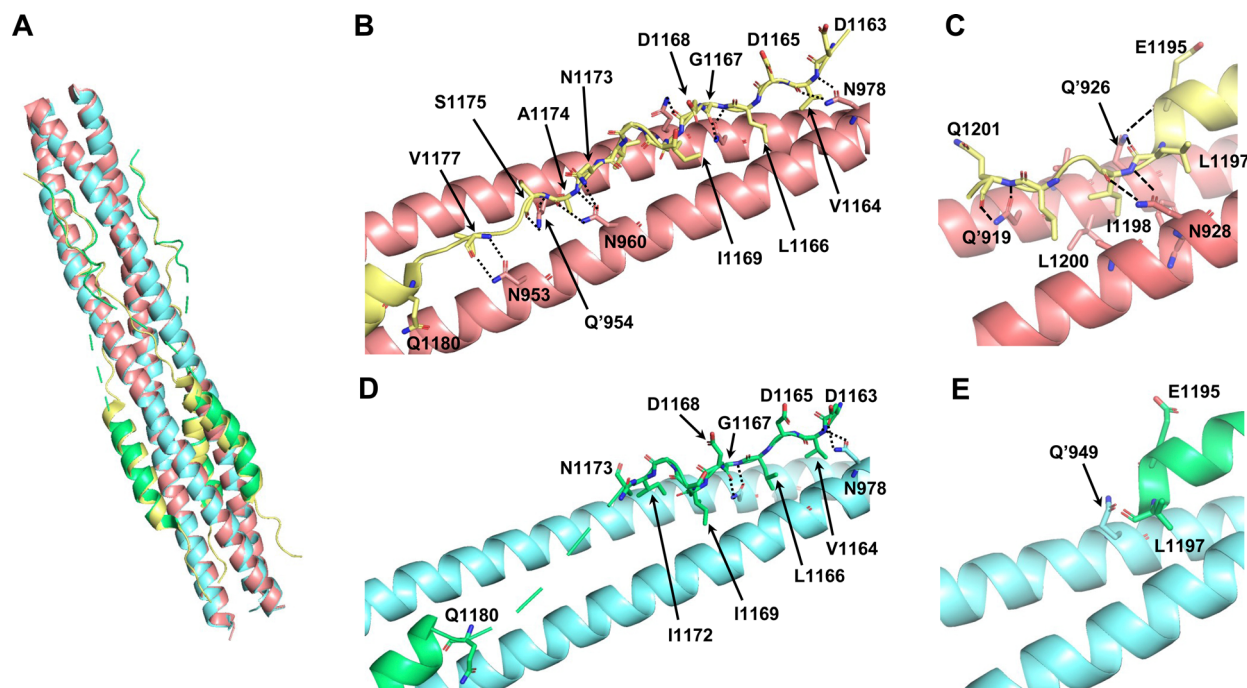 A
B
D1168
D1165
D1163
G1167
N1173
N978
S1175
A1174
V1177
V1164
L1166
N960
I1169
N953
Q'954
Q1180
C
E1195
Q'926
Q1201
L1197
Q'919
I1198
N928
L1200
D
D1165
D1163
D1168
G1167
N1173
N978
V1164
L1166
Q1180
I1169
I1172
E
E1195
Q'949
L1197